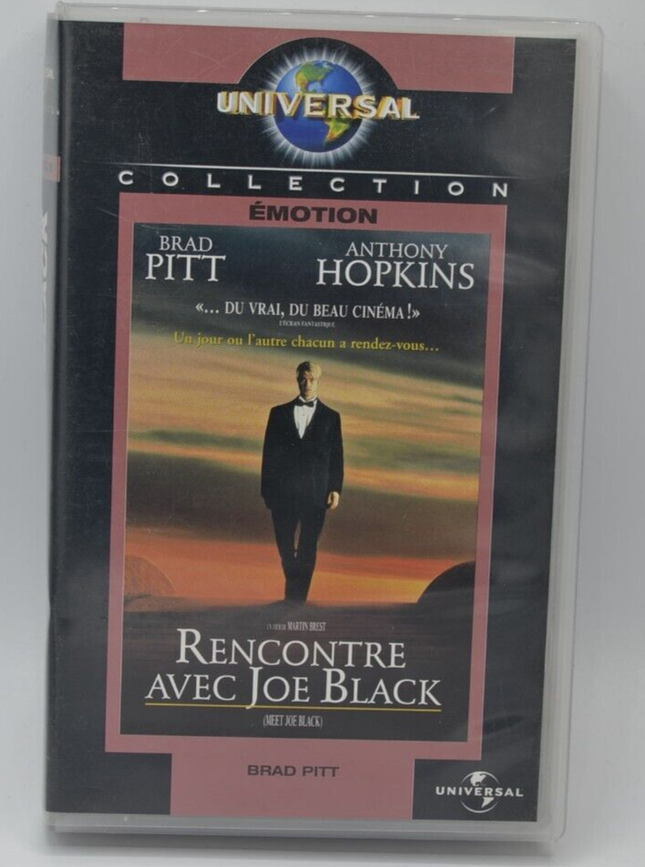 UNIVERSAL
COLLECTION
ÉMOTION
BRAD
PITT
ANTHONY
HOPKINS
«... DU VRAI, DU BEAU CINÉMA !»
L'ÉCRAN FANTASTIQUE
Un jour ou l'autre chacun a rendez-vous...
UN FILM DE MARTIN BREST
RENCONTRE
AVEC JOE BLACK
(MEET JOE BLACK)
BRAD PITT
UNIVERSAL